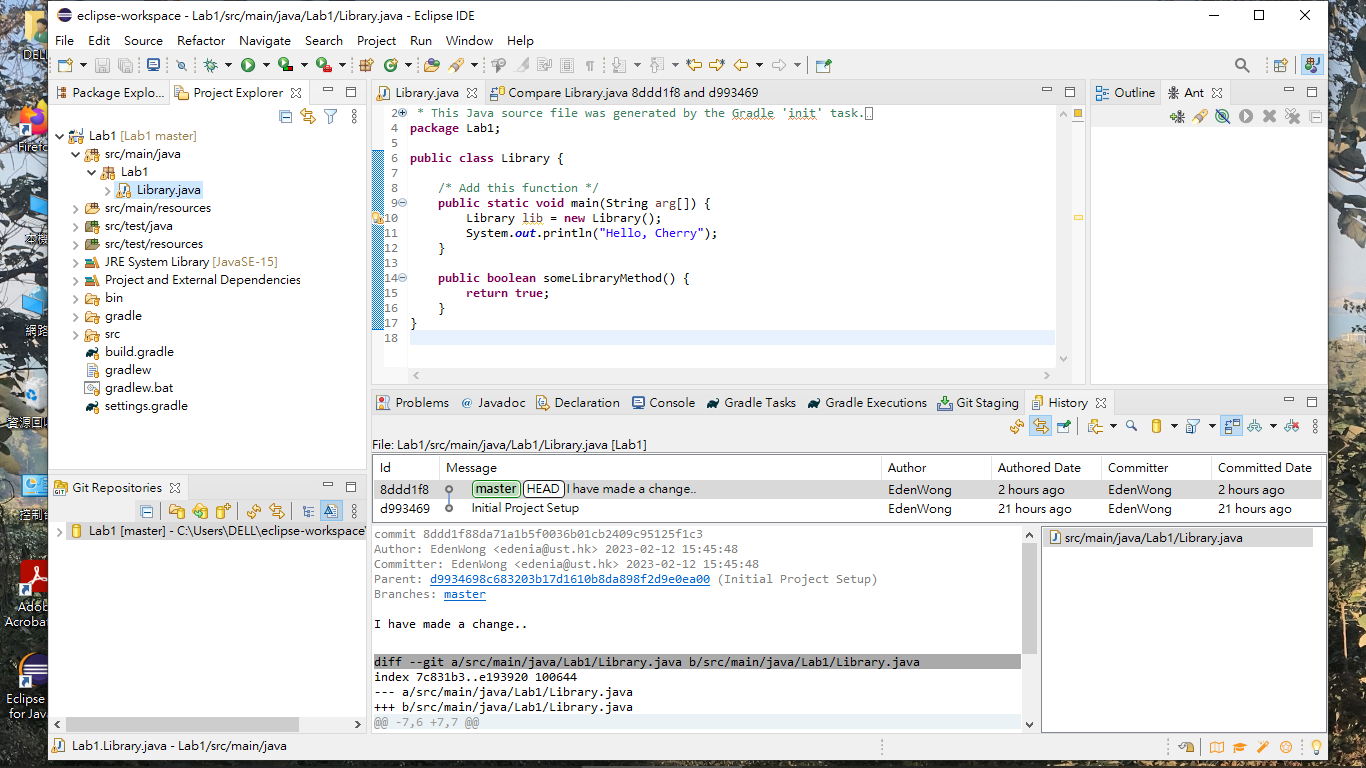 eclipse-workspace - Lab1/src/main/java/Lab1/Library.java - Eclipse IDE
File Edit Source Refactor Navigate Search Project Run Window Help
Package Explo... Project Explorer
Lab1 [Lab1 master]
src/main/java
Lab1
Library.java
src/main/resources
src/test/java
src/test/resources
JRE System Library [JavaSE-15]
Project and External Dependencies
bin
gradle
src
build.gradle
gradlew
gradlew.bat
settings.gradle
Library.java Compare Library.java 8ddd1f8 and d993469
2 * This Java source file was generated by the Gradle 'init' task.
4 package Lab1;
5
6 public class Library {
7
8 /* Add this function */
9 public static void main(String arg[]) {
10 Library lib = new Library();
11 System.out.println("Hello, Cherry");
12 }
13
14 public boolean someLibraryMethod() {
15 return true;
16 }
17 }
18
Outline Ant
Git Repositories
Lab1 [master] - C:\Users\DELL\eclipse-workspace\
Problems Javadoc Declaration Console Gradle Tasks Gradle Executions Git Staging History
File: Lab1/src/main/java/Lab1/Library.java [Lab1]
Id Message Author Authored Date Committer Committed Date
8ddd1f8 master HEAD I have made a change.. EdenWong 2 hours ago EdenWong 2 hours ago
d993469 Initial Project Setup EdenWong 21 hours ago EdenWong 21 hours ago
commit 8ddd1f88da71a1b5f0036b01cb2409c95125f1c3
Author: EdenWong <edenia@ust.hk> 2023-02-12 15:45:48
Committer: EdenWong <edenia@ust.hk> 2023-02-12 15:45:48
Parent: d9934698c683203b17d1610b8da898f2d9e0ea00 (Initial Project Setup)
Branches: master
I have made a change..
diff --git a/src/main/java/Lab1/Library.java b/src/main/java/Lab1/Library.java
index 7c831b3..e193920 100644
--- a/src/main/java/Lab1/Library.java
+++ b/src/main/java/Lab1/Library.java
@@ -7,6 +7,7 @@
src/main/java/Lab1/Library.java
Lab1.Library.java - Lab1/src/main/java
DEL
Firefo
網路
資源回收
Adob
Acroba
Eclipse
for Java